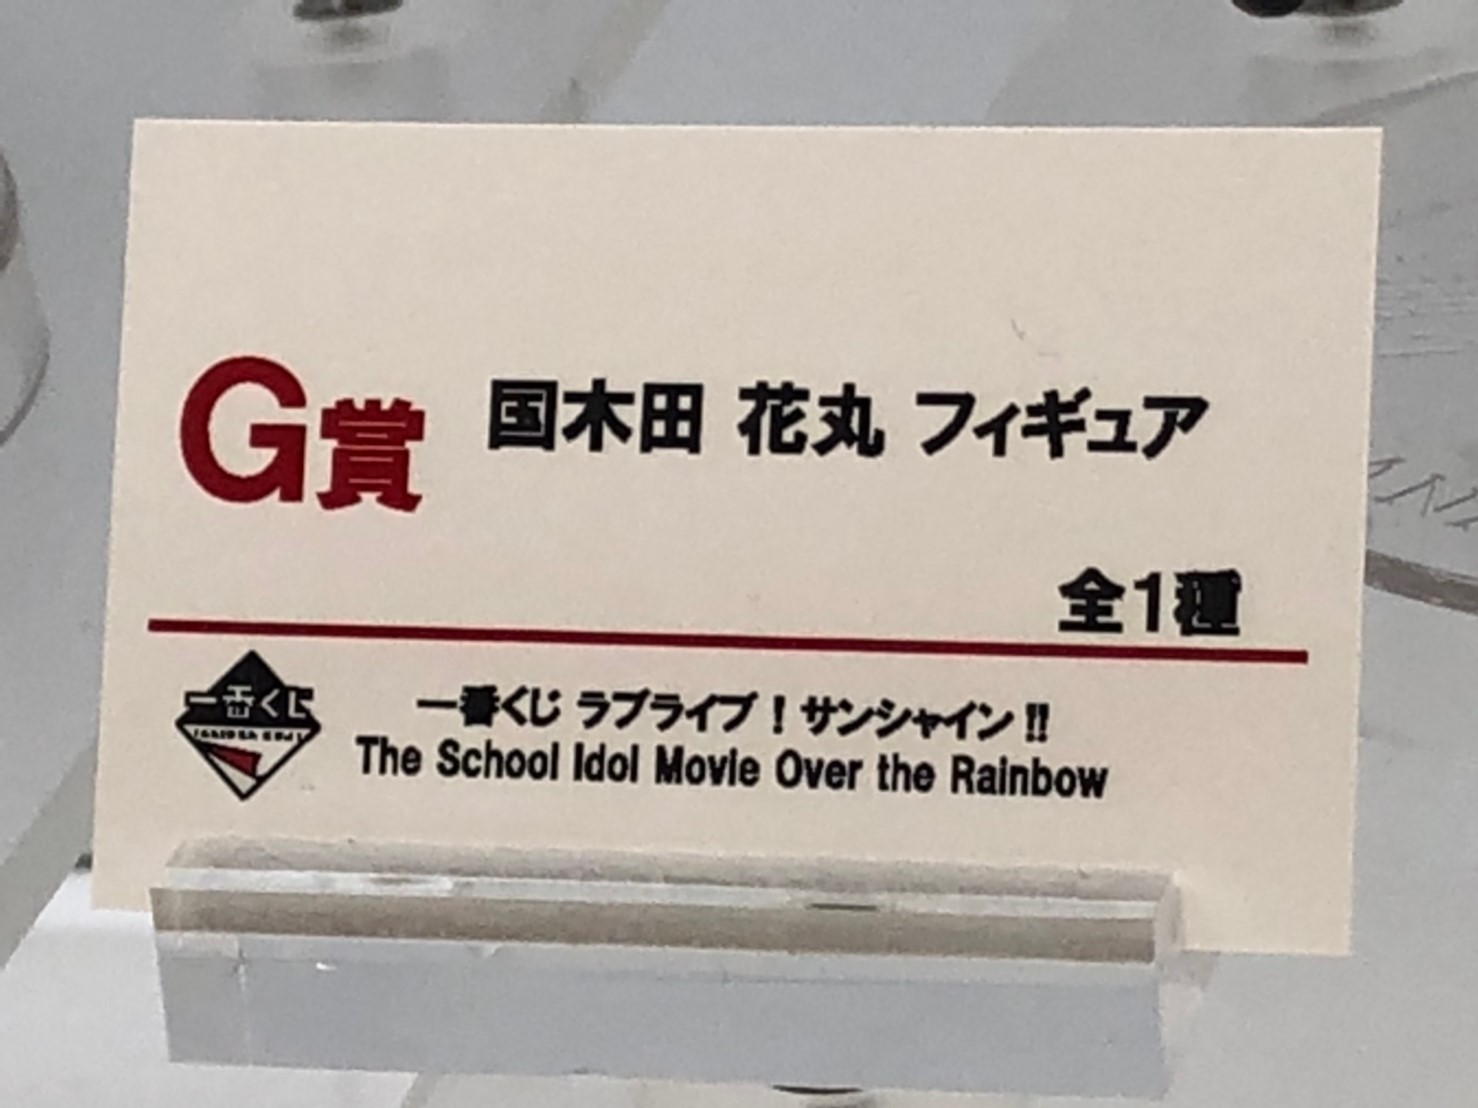 G賞 国木田 花丸 フィギュア
全1種
一番くじ
一番くじ ラブライブ！サンシャイン!!
The School Idol Movie Over the Rainbow